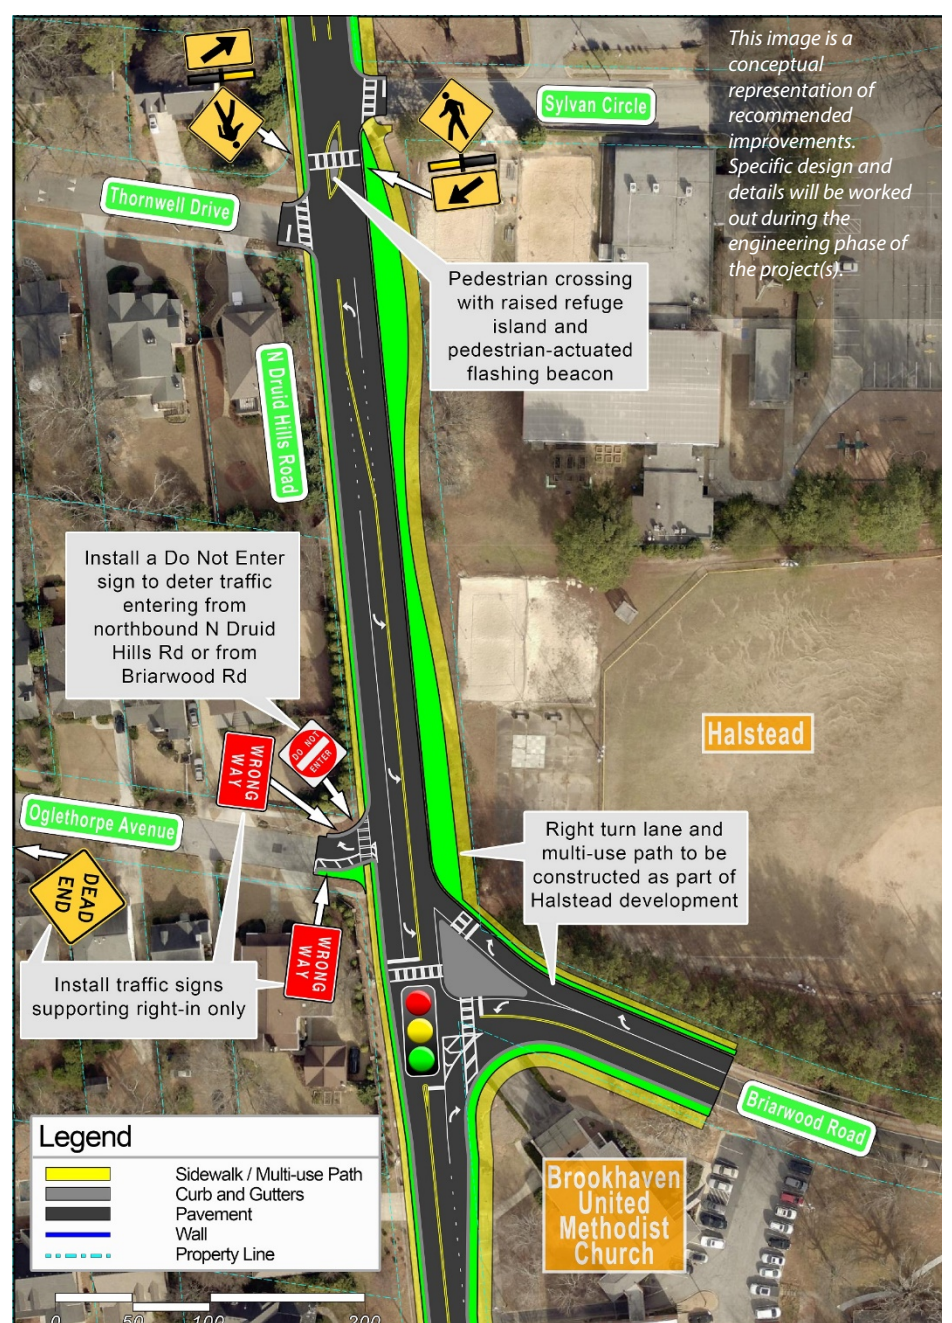 This image is a
conceptual
representation of
recommended
improvements.
Specific design and
details will be worked
out during the
engineering phase of
the project(s).
Sylvan Circle
Thornwell Drive
Pedestrian crossing
with raised refuge
island and
pedestrian-actuated
flashing beacon
N Druid Hills Road
Install a Do Not Enter
sign to deter traffic
entering from
northbound N Druid
Hills Rd or from
Briarwood Rd
Halstead
DO NOT
ENTER
WRONG
WAY
Oglethorpe Avenue
Right turn lane and
multi-use path to be
constructed as part of
Halstead development
DEAD
END
WRONG
WAY
Install traffic signs
supporting right-in only
Briarwood Road
Legend
Sidewalk / Multi-use Path
Curb and Gutters
Pavement
Wall
Property Line
Brookhaven
United
Methodist
Church
0 50 100 200